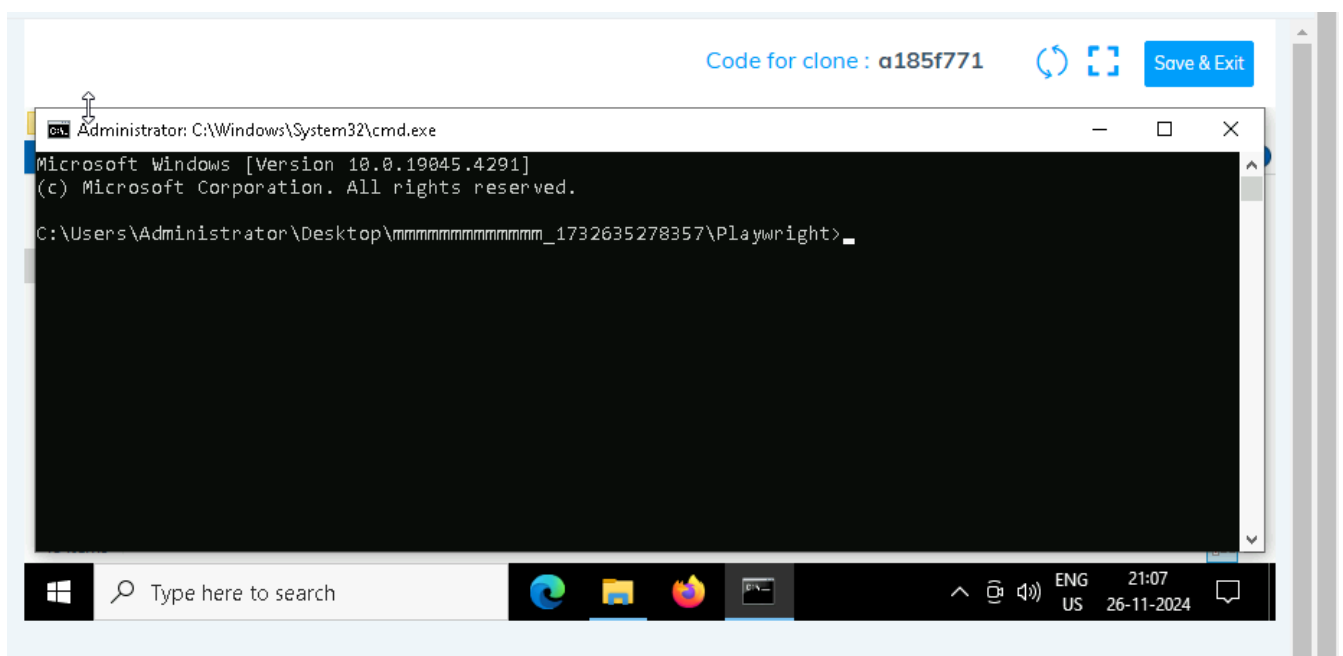 Code for clone : a185f771
Save & Exit
Administrator: C:\Windows\System32\cmd.exe
Microsoft Windows [Version 10.0.19045.4291]
(c) Microsoft Corporation. All rights reserved.
C:\Users\Administrator\Desktop\mmmmmmmmmmmmmm_1732635278357\Playwright>
Type here to search
ENG
US
21:07
26-11-2024